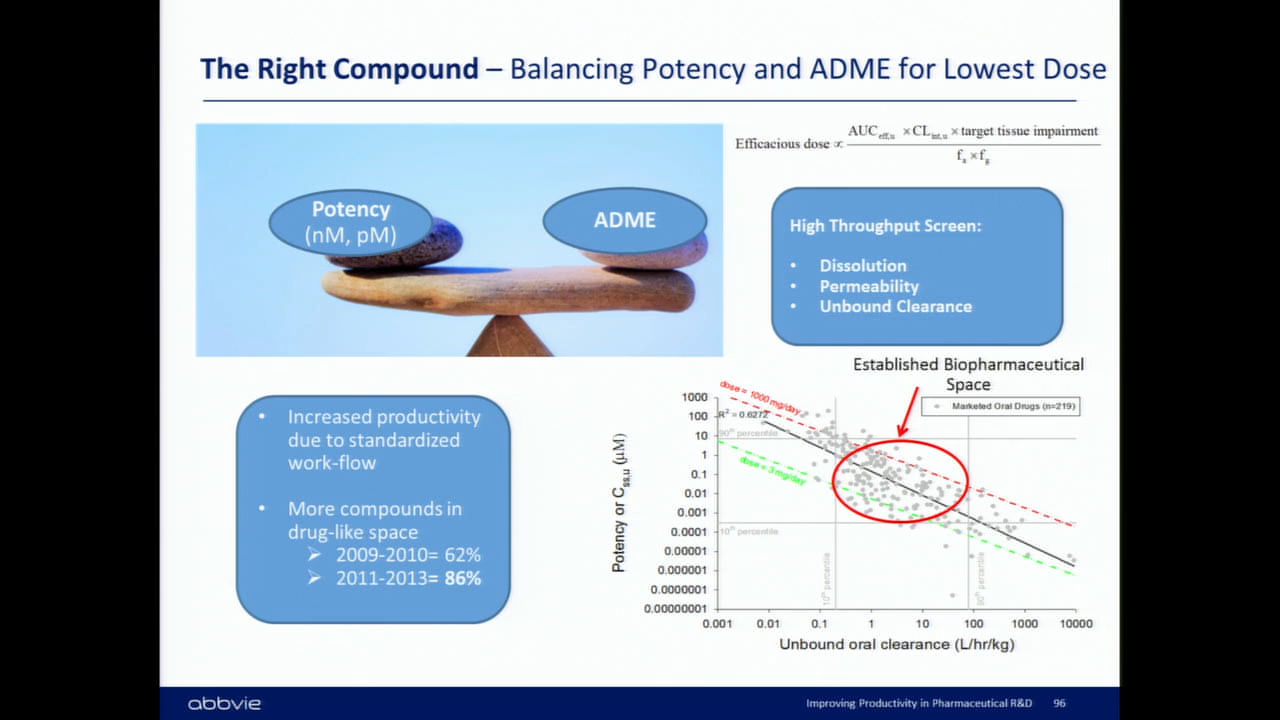 The Right Compound – Balancing Potency and ADME for Lowest Dose
Potency
(nM, pM)
ADME
Efficacious dose ∝ AUC eff,u × CL int,u × target tissue impairment
f a × f g
High Throughput Screen:
• Dissolution
• Permeability
• Unbound Clearance
• Increased productivity
due to standardized
work-flow
• More compounds in
drug-like space
➢ 2009-2010= 62%
➢ 2011-2013= 86%
Established Biopharmaceutical
Space
dose = 1000 mg/day
Marketed Oral Drugs (n=219)
R² = 0.6272
90th percentile
dose = 3 mg/day
10th percentile
10th percentile
90th percentile
Potency or Css,u (μM)
1000
100
10
1
0.1
0.01
0.001
0.0001
0.00001
0.000001
0.0000001
0.00000001
0.001 0.01 0.1 1 10 100 1000 10000
Unbound oral clearance (L/hr/kg)
abbvie
Improving Productivity in Pharmaceutical R&D 96